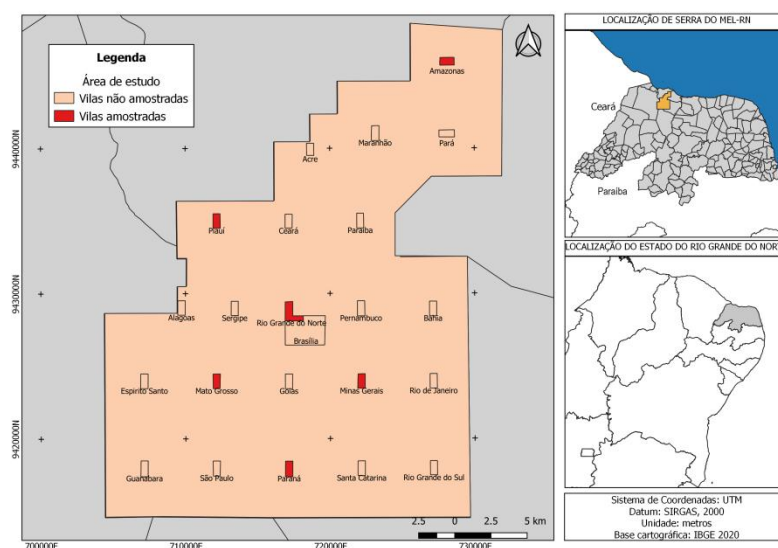 Legenda
Área de estudo
Vilas não amostradas
Vilas amostradas
Amazonas
Maranhão
Pará
Acre
Piauí
Ceará
Paraíba
Alagoas
Sergipe
Rio Grande do Norte
Pernambuco
Bahia
Brasília
Espírito Santo
Mato Grosso
Goiás
Minas Gerais
Rio de Janeiro
Guanabara
São Paulo
Paraná
Santa Catarina
Rio Grande do Sul
9440000N
9430000N
9420000N
700000E
710000E
720000E
730000E
2.5 0 2.5 5 km
LOCALIZAÇÃO DE SERRA DO MEL-RN
Ceará
Paraíba
LOCALIZAÇÃO DO ESTADO DO RIO GRANDE DO NORTE
Sistema de Coordenadas: UTM
Datum: SIRGAS, 2000
Unidade: metros
Base cartográfica: IBGE 2020